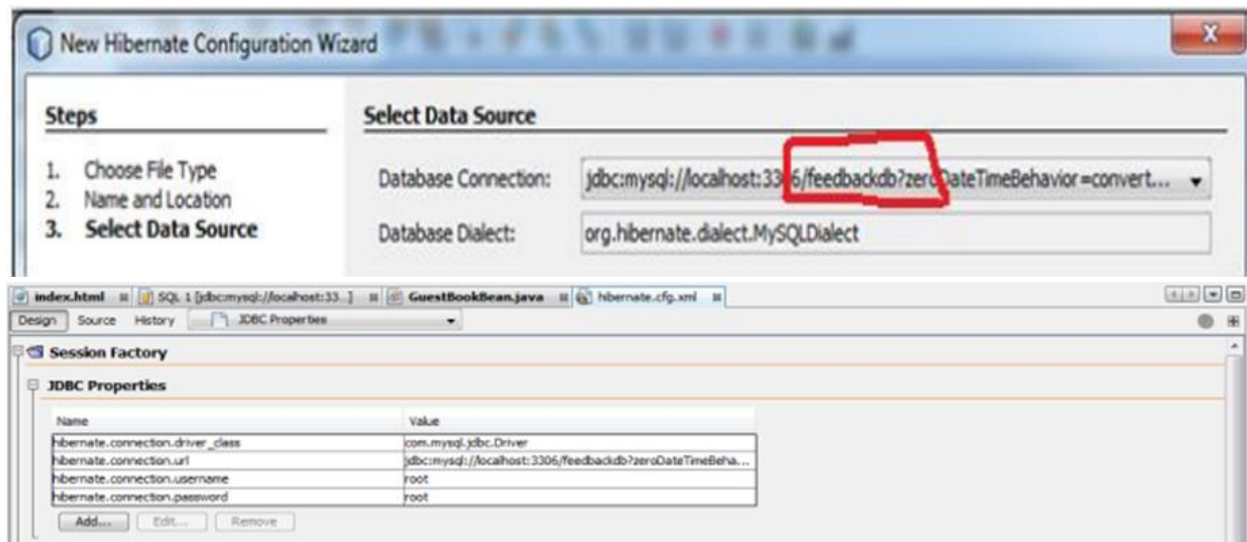 New Hibernate Configuration Wizard
Steps
1. Choose File Type
2. Name and Location
3. Select Data Source
Select Data Source
Database Connection: jdbc:mysql://localhost:3306/feedbackdb?zeroDateTimeBehavior=convert...
Database Dialect: org.hibernate.dialect.MySQLDialect
index.html SQL 1 [jdbc:mysql://localhost:33...] GuestBookBean.java hibernate.cfg.xml
Design Source History JDBC Properties
Session Factory
JDBC Properties
Name Value
hibernate.connection.driver_class com.mysql.jdbc.Driver
hibernate.connection.url jdbc:mysql://localhost:3306/feedbackdb?zeroDateTimeBeha...
hibernate.connection.username root
hibernate.connection.password root
Add... Edit... Remove